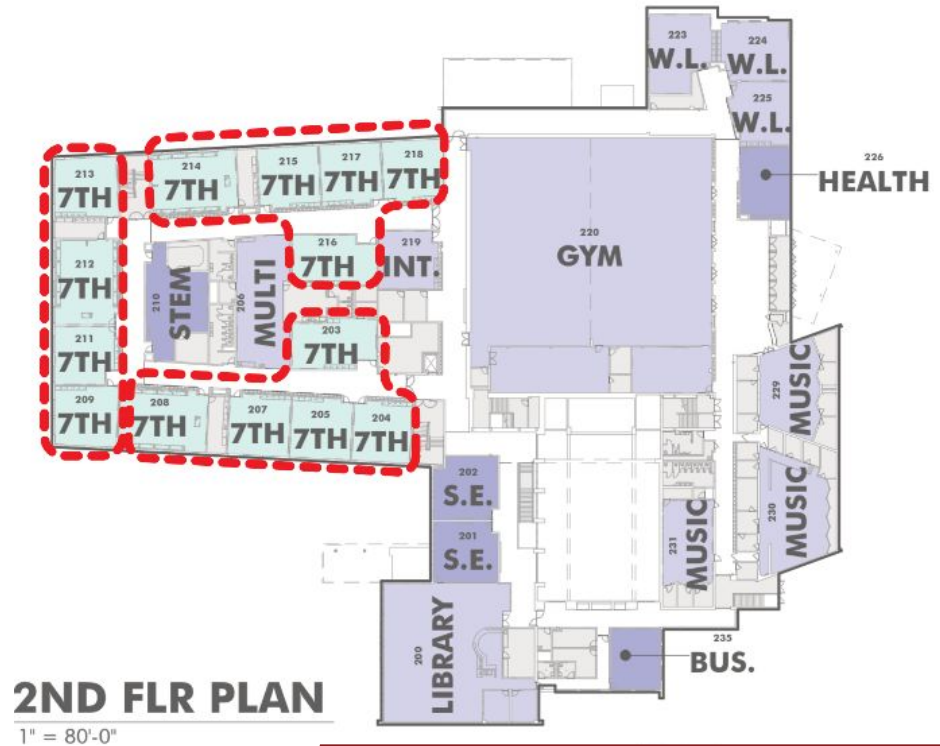 223
W.L.
224
W.L.
225
W.L.
226
HEALTH
213
7TH
214
7TH
215
7TH
217
7TH
218
7TH
212
7TH
211
7TH
209
7TH
210
STEM
206
MULTI
216
7TH
219
INT.
203
7TH
208
7TH
207
7TH
205
7TH
204
7TH
220
GYM
202
S.E.
201
S.E.
200
LIBRARY
229
MUSIC
230
MUSIC
231
MUSIC
235
BUS.
2ND FLR PLAN
1" = 80'-0"